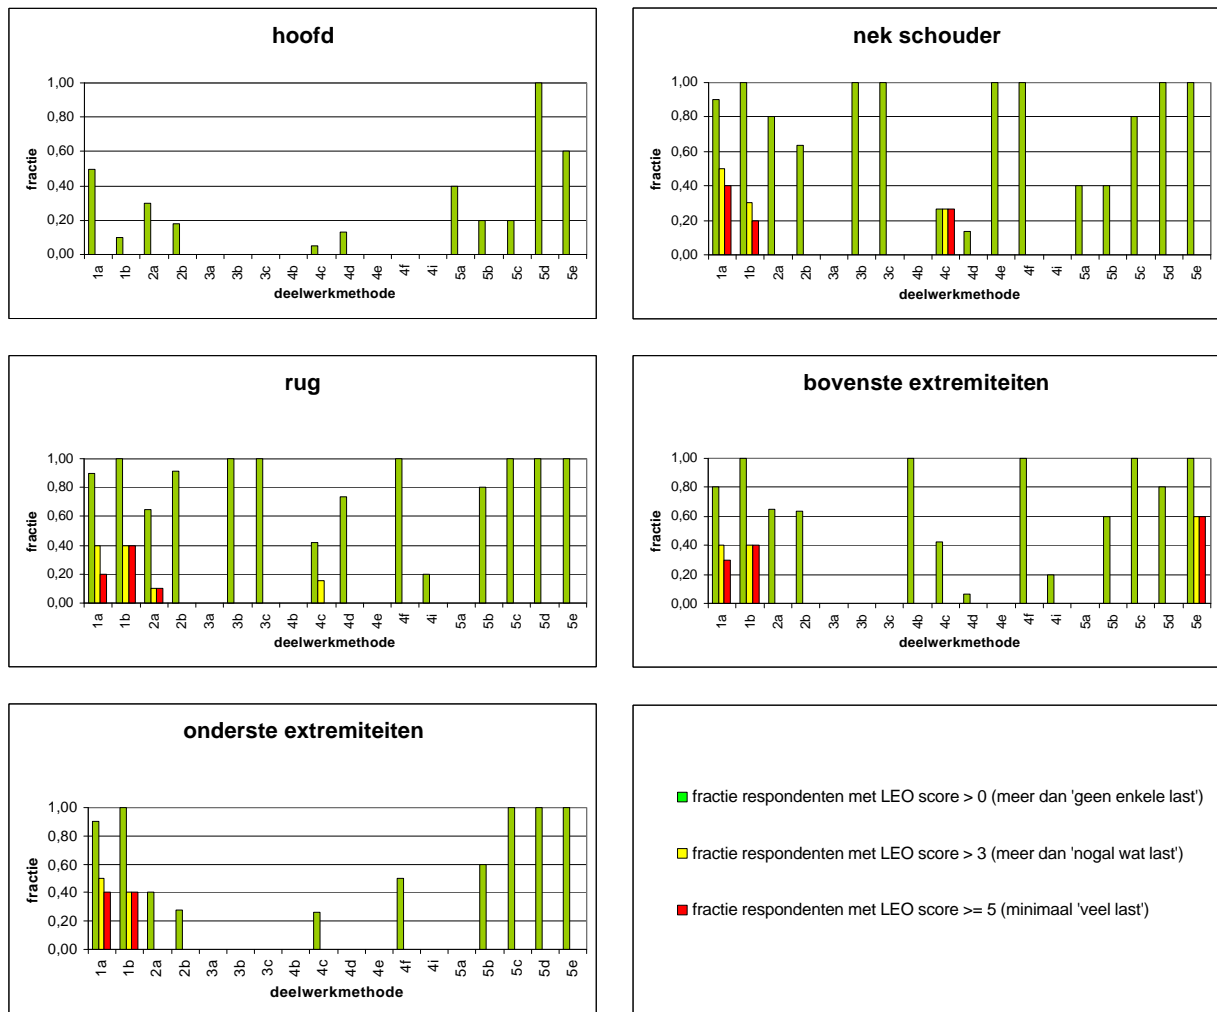 hoofd
1,00
0,80
0,60
0,40
0,20
0,00
fractie
1a 1b 2a 2b 3a 3b 3c 4b 4c 4d 4e 4f 4i 5a 5b 5c 5d 5e
deelwerkmethode
nek schouder
1,00
0,80
0,60
0,40
0,20
0,00
fractie
1a 1b 2a 2b 3a 3b 3c 4b 4c 4d 4e 4f 4i 5a 5b 5c 5d 5e
deelwerkmethode
rug
1,00
0,80
0,60
0,40
0,20
0,00
fractie
1a 1b 2a 2b 3a 3b 3c 4b 4c 4d 4e 4f 4i 5a 5b 5c 5d 5e
deelwerkmethode
bovenste extremiteiten
1,00
0,80
0,60
0,40
0,20
0,00
fractie
1a 1b 2a 2b 3a 3b 3c 4b 4c 4d 4e 4f 4i 5a 5b 5c 5d 5e
deelwerkmethode
onderste extremiteiten
1,00
0,80
0,60
0,40
0,20
0,00
fractie
1a 1b 2a 2b 3a 3b 3c 4b 4c 4d 4e 4f 4i 5a 5b 5c 5d 5e
deelwerkmethode
fractie respondenten met LEO score > 0 (meer dan 'geen enkele last')
fractie respondenten met LEO score > 3 (meer dan 'nogal wat last')
fractie respondenten met LEO score >= 5 (minimaal 'veel last')